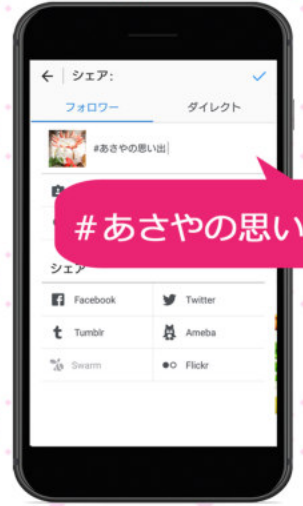 シェア:
フォロワー ダイレクト
#あさやの思い出
#あさやの思い
シェア
Facebook Twitter
Tumblr Ameba
Swarm Flickr